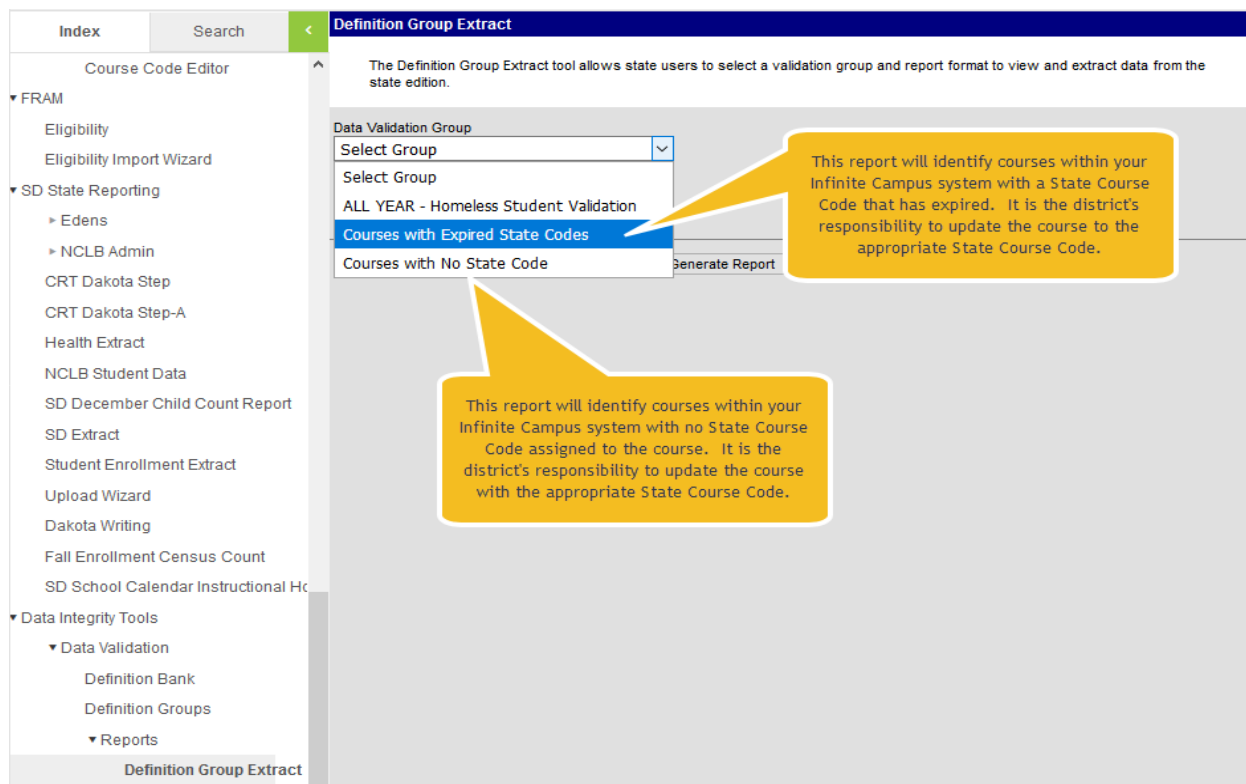 Index
Search
<
Course Code Editor
FRAM
Eligibility
Eligibility Import Wizard
SD State Reporting
Edens
NCLB Admin
CRT Dakota Step
CRT Dakota Step-A
Health Extract
NCLB Student Data
SD December Child Count Report
SD Extract
Student Enrollment Extract
Upload Wizard
Dakota Writing
Fall Enrollment Census Count
SD School Calendar Instructional Ho
Data Integrity Tools
Data Validation
Definition Bank
Definition Groups
Reports
Definition Group Extract
Definition Group Extract
The Definition Group Extract tool allows state users to select a validation group and report format to view and extract data from the
state edition.
Data Validation Group
Select Group
Select Group
ALL YEAR - Homeless Student Validation
Courses with Expired State Codes
Courses with No State Code
Generate Report
This report will identify courses within your
Infinite Campus system with a State Course
Code that has expired. It is the district's
responsibility to update the course to the
appropriate State Course Code.
This report will identify courses within your
Infinite Campus system with no State Course
Code assigned to the course. It is the
district's responsibility to update the course
with the appropriate State Course Code.